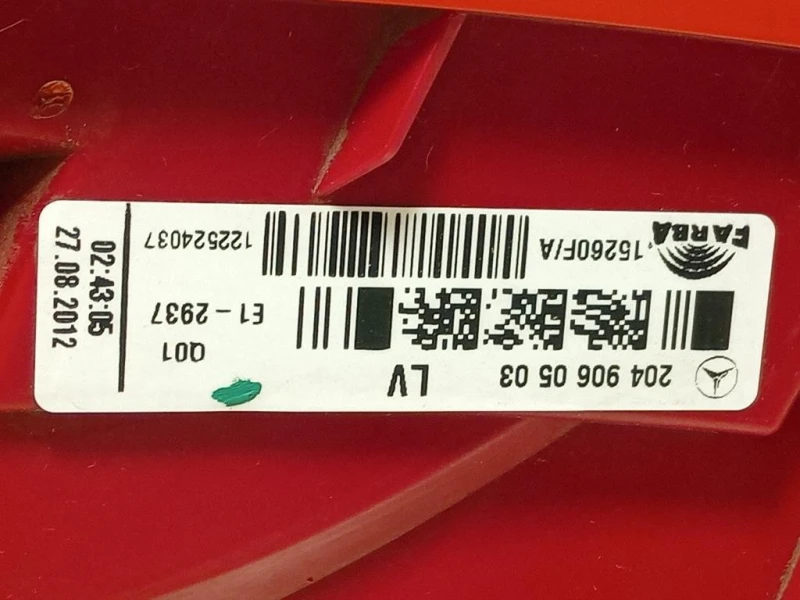 204 906 05 03 LV
Q01
E1-2937
FARBA
15260F/A
122524037
02:43:05
27.08.2012